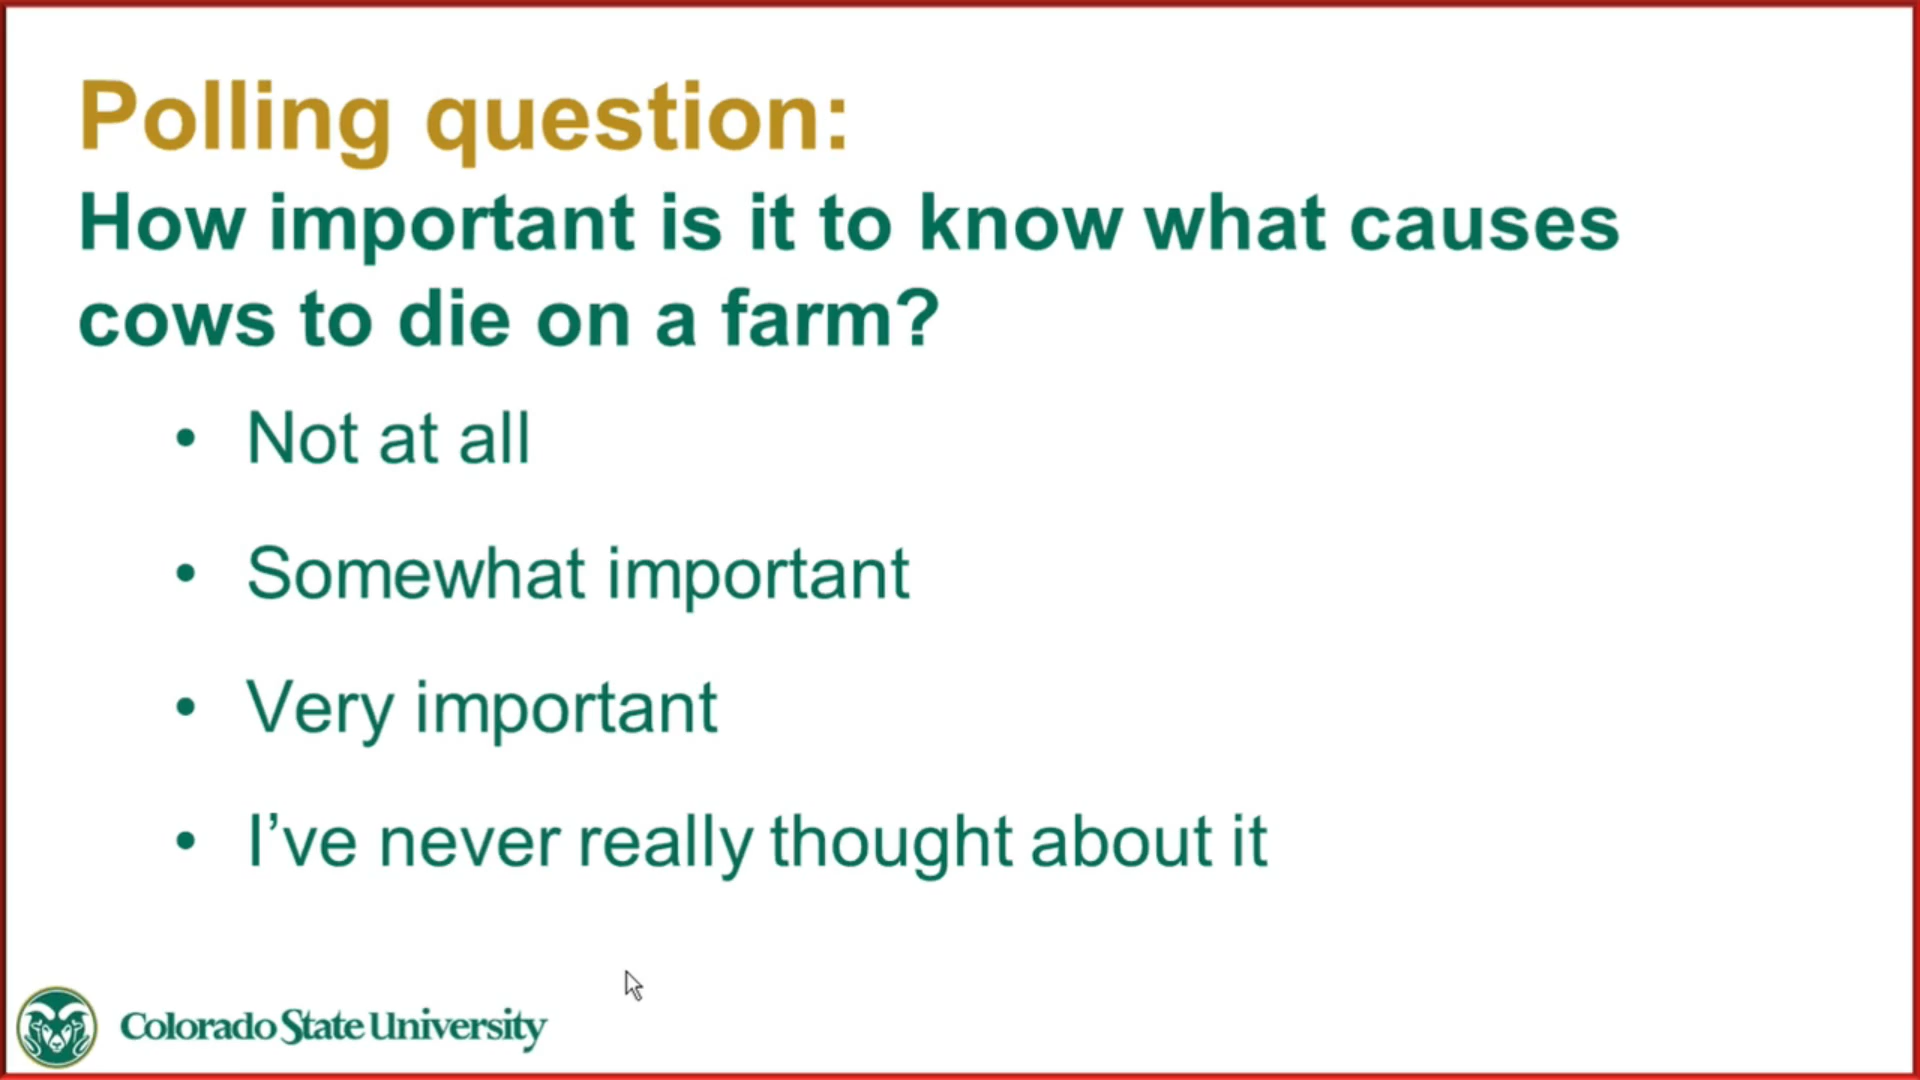 Polling question:
How important is it to know what causes
cows to die on a farm?
• Not at all
• Somewhat important
• Very important
• I’ve never really thought about it
Colorado State University